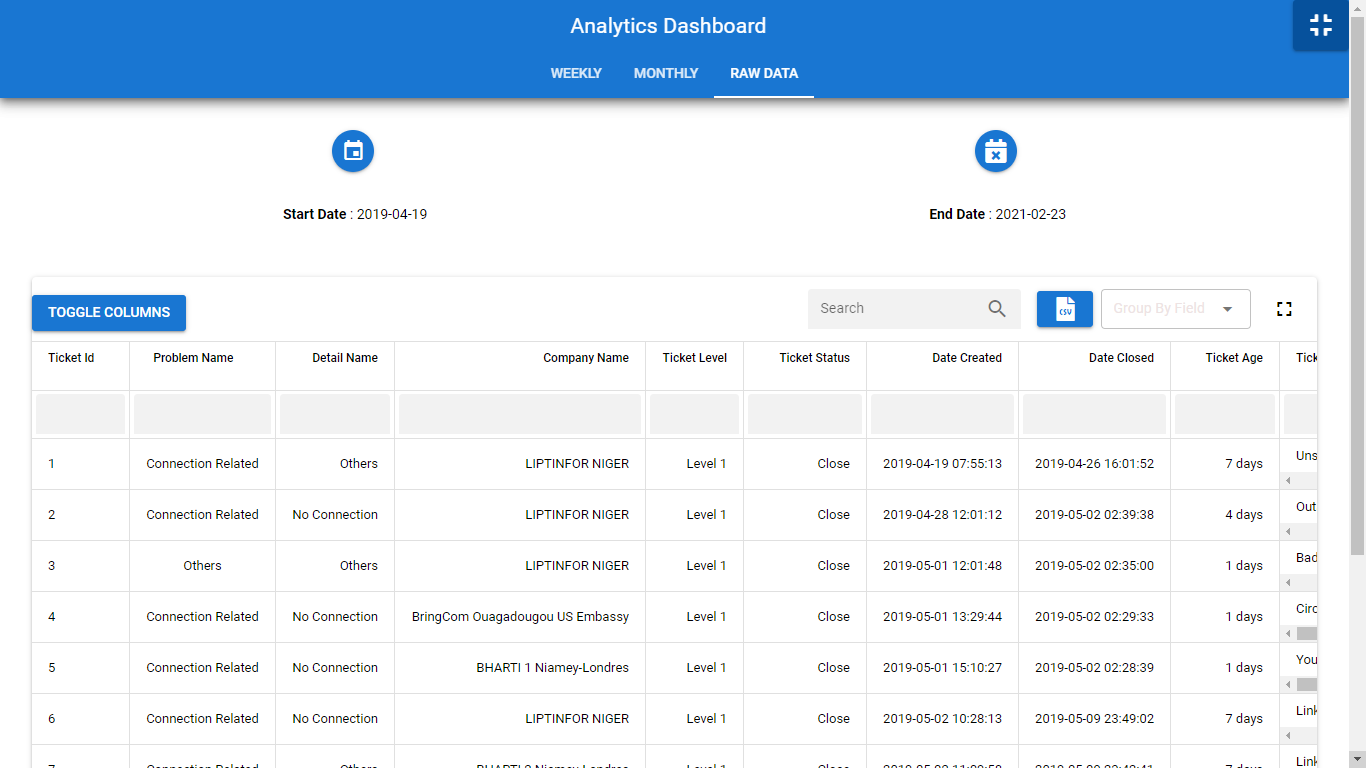 Analytics Dashboard
WEEKLY MONTHLY RAW DATA
Start Date : 2019-04-19 End Date : 2021-02-23
TOGGLE COLUMNS Search CSV Group By Field
Ticket Id Problem Name Detail Name Company Name Ticket Level Ticket Status Date Created Date Closed Ticket Age Tick
1 Connection Related Others LIPTINFOR NIGER Level 1 Close 2019-04-19 07:55:13 2019-04-26 16:01:52 7 days Uns
2 Connection Related No Connection LIPTINFOR NIGER Level 1 Close 2019-04-28 12:01:12 2019-05-02 02:39:38 4 days Out
3 Others Others LIPTINFOR NIGER Level 1 Close 2019-05-01 12:01:48 2019-05-02 02:35:00 1 days Bad
4 Connection Related No Connection BringCom Ouagadougou US Embassy Level 1 Close 2019-05-01 13:29:44 2019-05-02 02:29:33 1 days Circ
5 Connection Related No Connection BHARTI 1 Niamey-Londres Level 1 Close 2019-05-01 15:10:27 2019-05-02 02:28:39 1 days You
6 Connection Related No Connection LIPTINFOR NIGER Level 1 Close 2019-05-02 10:28:13 2019-05-09 23:49:02 7 days Link
7 Connection Related Others Level 1 Close 7 days Link